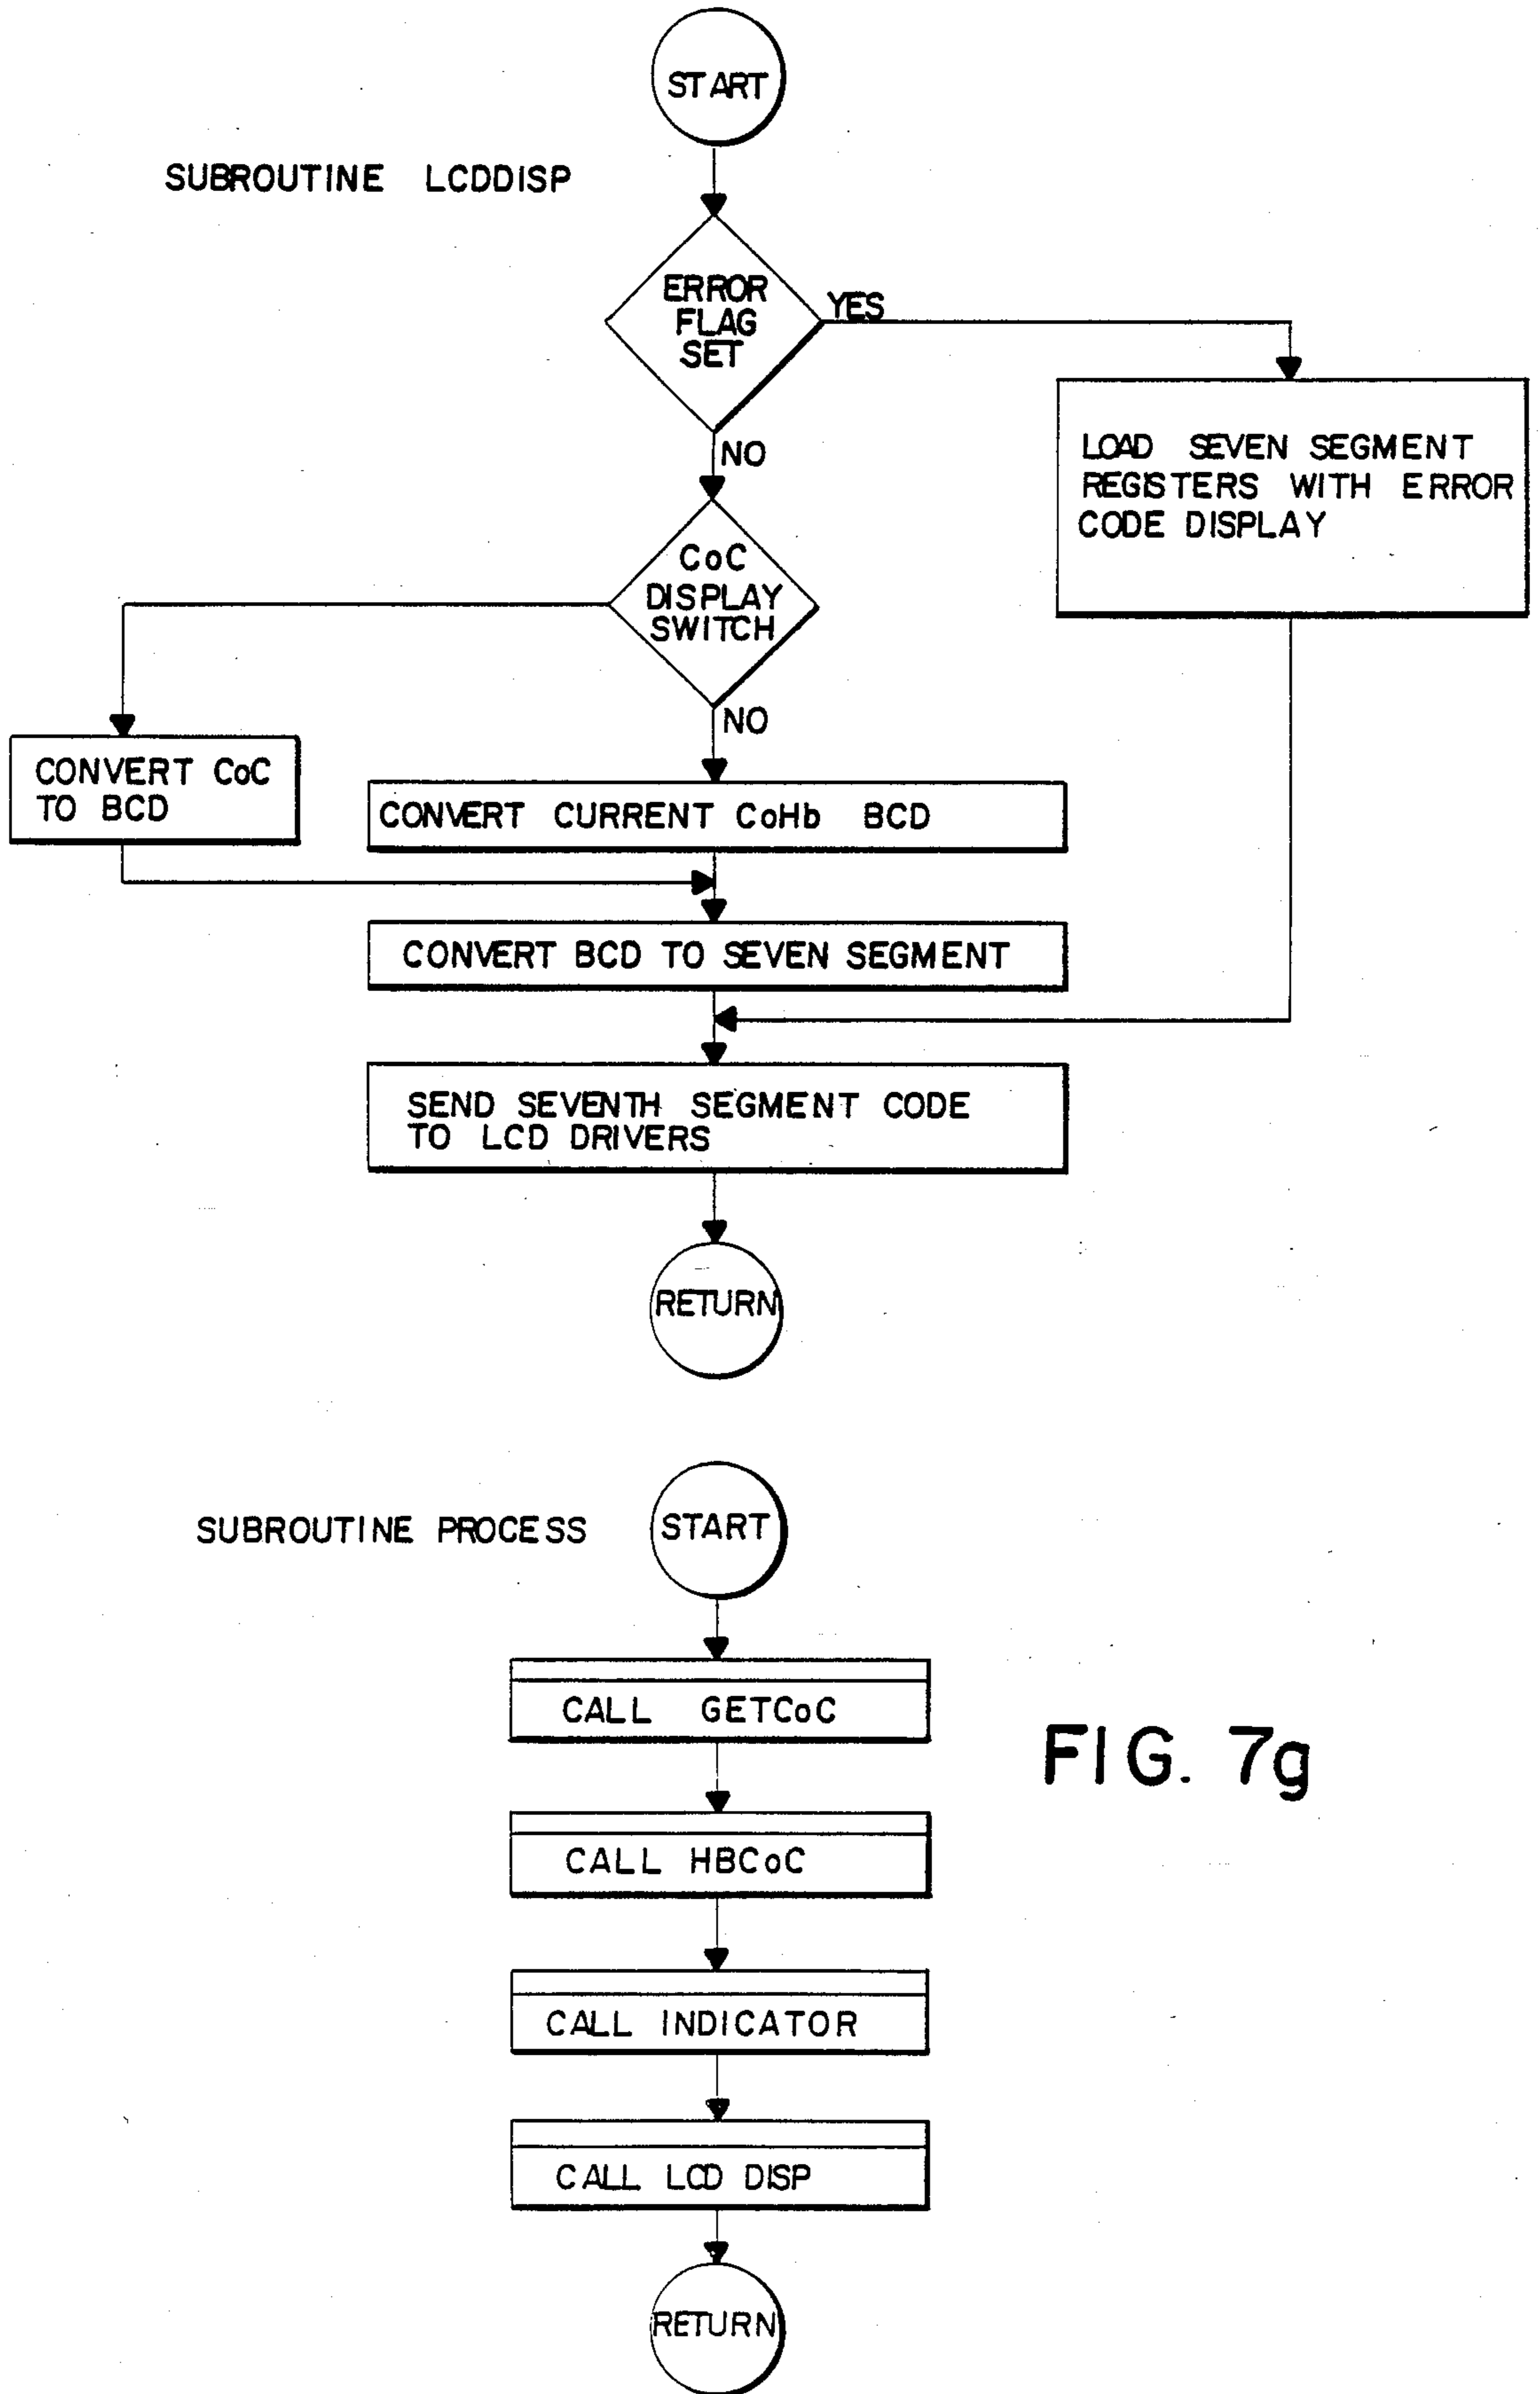 START
SUBROUTINE LCDDISP
ERROR
FLAG
SET
YES
NO
LOAD SEVEN SEGMENT
REGISTERS WITH ERROR
CODE DISPLAY
CoC
DISPLAY
SWITCH
NO
CONVERT CoC
TO BCD
CONVERT CURRENT CoHb BCD
CONVERT BCD TO SEVEN SEGMENT
SEND SEVENTH SEGMENT CODE
TO LCD DRIVERS
RETURN
SUBROUTINE PROCESS
START
CALL GETCoC
FIG. 7g
CALL HBCoC
CALL INDICATOR
CALL LCD DISP
RETURN